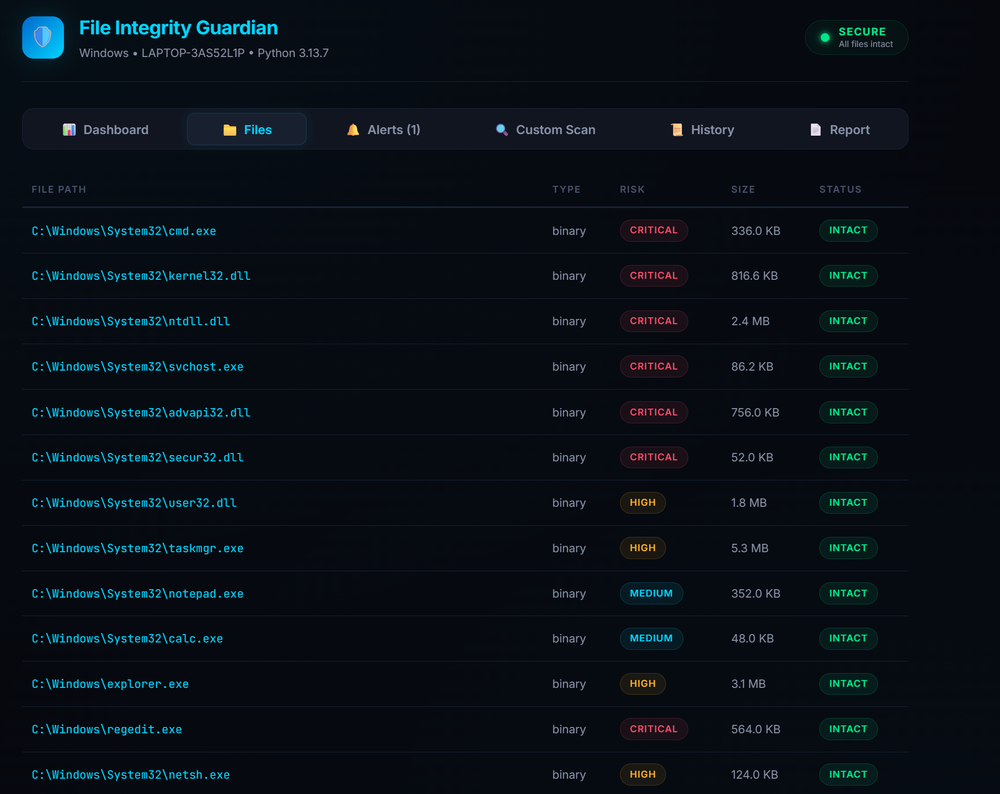 File Integrity Guardian
Windows • LAPTOP-3AS52L1P • Python 3.13.7
SECURE
All files intact
Dashboard
Files
Alerts (1)
Custom Scan
History
Report
FILE PATH TYPE RISK SIZE STATUS
C:\Windows\System32\cmd.exe binary CRITICAL 336.0 KB INTACT
C:\Windows\System32\kernel32.dll binary CRITICAL 816.6 KB INTACT
C:\Windows\System32\ntdll.dll binary CRITICAL 2.4 MB INTACT
C:\Windows\System32\svchost.exe binary CRITICAL 86.2 KB INTACT
C:\Windows\System32\advapi32.dll binary CRITICAL 756.0 KB INTACT
C:\Windows\System32\secur32.dll binary CRITICAL 52.0 KB INTACT
C:\Windows\System32\user32.dll binary HIGH 1.8 MB INTACT
C:\Windows\System32\taskmgr.exe binary HIGH 5.3 MB INTACT
C:\Windows\System32\notepad.exe binary MEDIUM 352.0 KB INTACT
C:\Windows\System32\calc.exe binary MEDIUM 48.0 KB INTACT
C:\Windows\explorer.exe binary HIGH 3.1 MB INTACT
C:\Windows\regedit.exe binary CRITICAL 564.0 KB INTACT
C:\Windows\System32\netsh.exe binary HIGH 124.0 KB INTACT